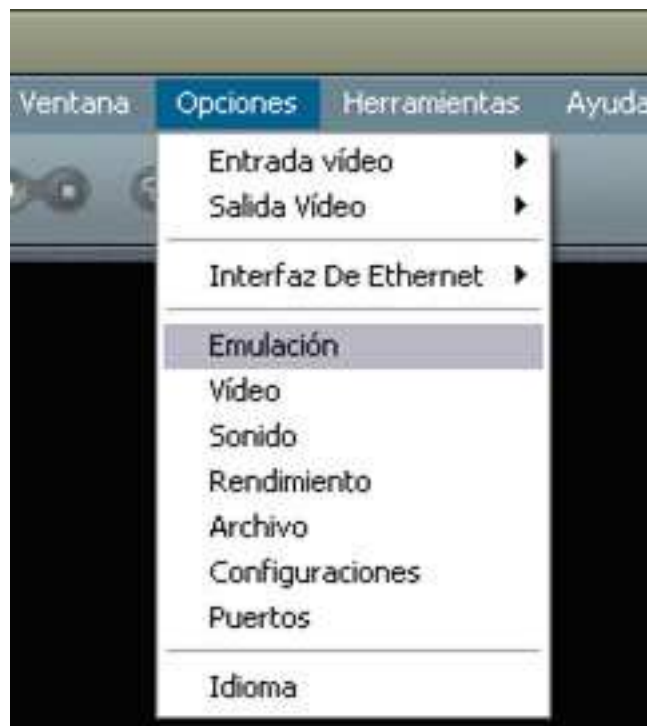 Ventana Opciones Herramientas Ayuda
Entrada vídeo
Salida Vídeo
Interfaz De Ethernet
Emulación
Vídeo
Sonido
Rendimiento
Archivo
Configuraciones
Puertos
Idioma